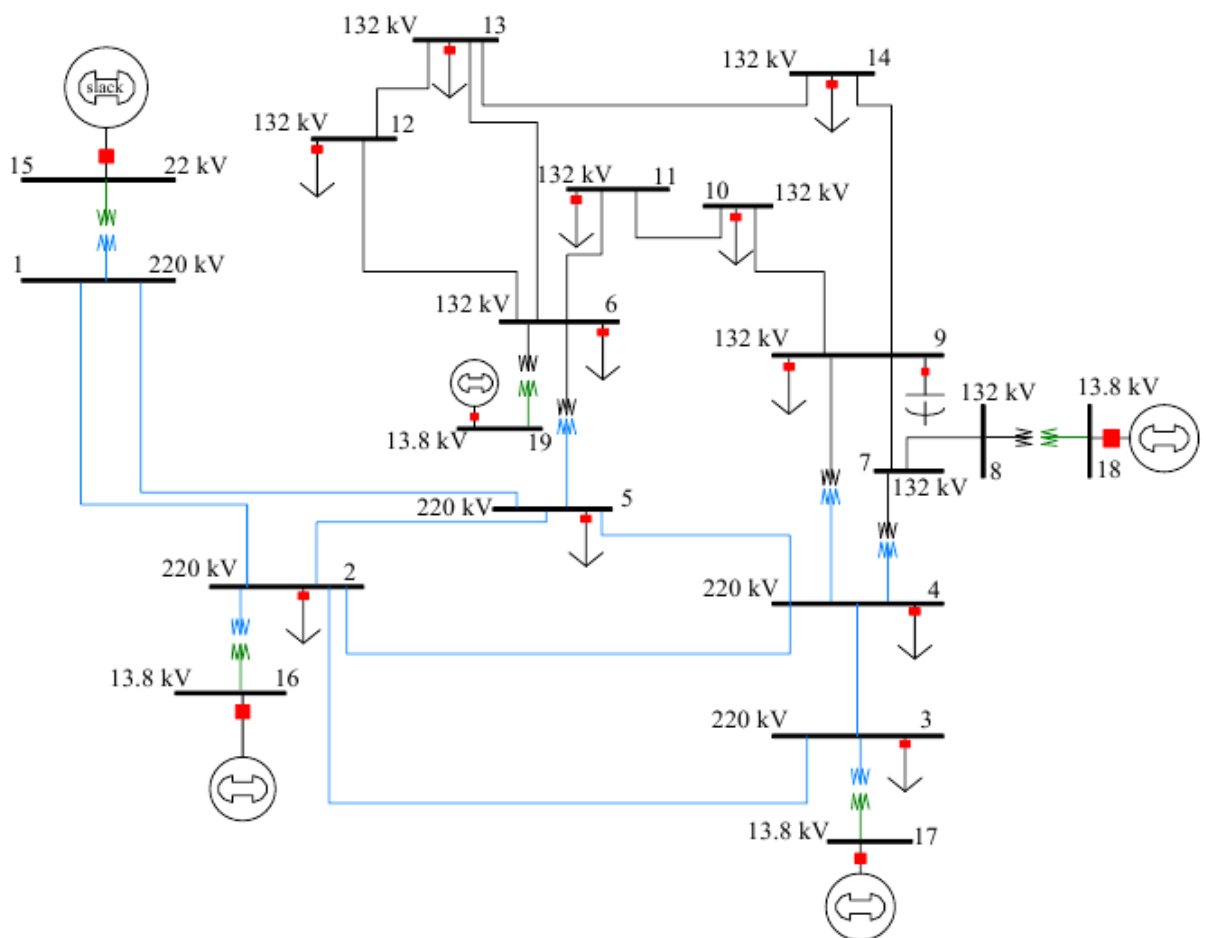 132 kV 13
132 kV 14
slack
132 kV 12
15 22 kV
132 kV 11
10 132 kV
1 220 kV
132 kV 6
132 kV 9
132 kV 13.8 kV
13.8 kV 19
7 132 kV
8 18
220 kV 5
220 kV 2
220 kV 4
13.8 kV 16
220 kV 3
13.8 kV 17